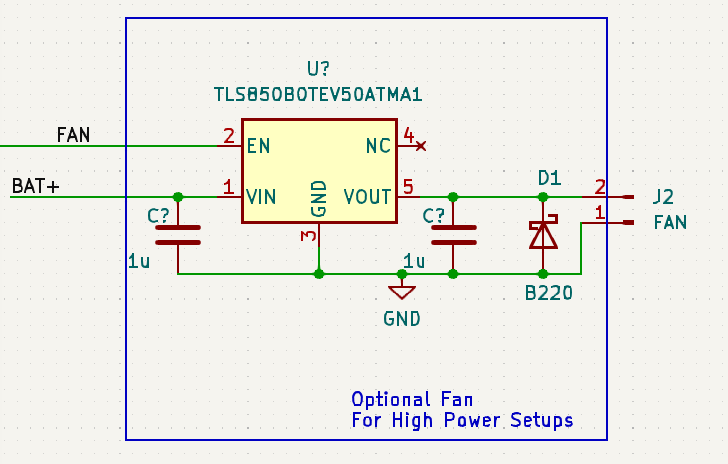 U?
TLS850B0TEV50ATMA1
FAN
2
EN
NC
4
BAT+
1
VIN
GND
VOUT
5
3
C?
1u
C?
1u
D1
B220
2
1
J2
FAN
GND
Optional Fan
For High Power Setups